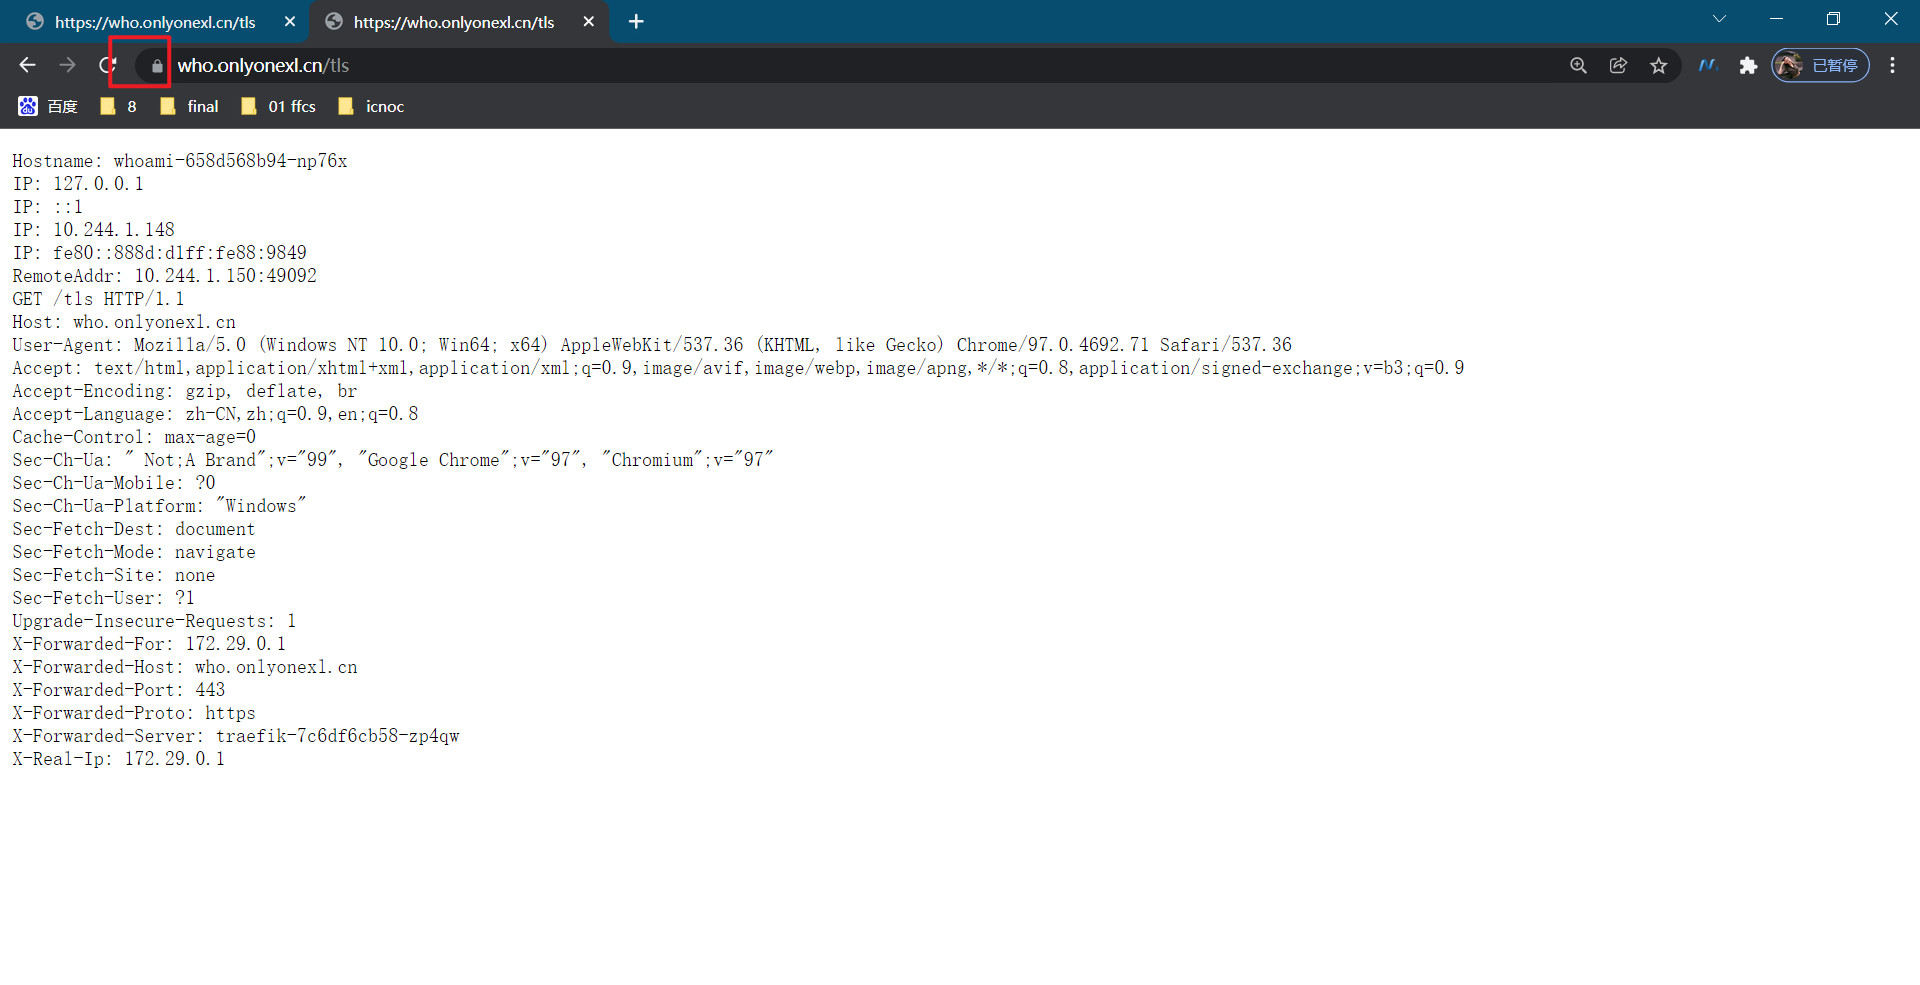 https://who.onlyonexl.cn/tls https://who.onlyonexl.cn/tls
who.onlyonexl.cn/tls 已暂停
百度 8 final 01 ffcs icnoc
Hostname: whoami-658d568b94-np76x
IP: 127.0.0.1
IP: ::1
IP: 10.244.1.148
IP: fe80::888d:d1ff:fe88:9849
RemoteAddr: 10.244.1.150:49092
GET /tls HTTP/1.1
Host: who.onlyonexl.cn
User-Agent: Mozilla/5.0 (Windows NT 10.0; Win64; x64) AppleWebKit/537.36 (KHTML, like Gecko) Chrome/97.0.4692.71 Safari/537.36
Accept: text/html,application/xhtml+xml,application/xml;q=0.9,image/avif,image/webp,image/apng,*/*;q=0.8,application/signed-exchange;v=b3;q=0.9
Accept-Encoding: gzip, deflate, br
Accept-Language: zh-CN,zh;q=0.9,en;q=0.8
Cache-Control: max-age=0
Sec-Ch-Ua: " Not;A Brand";v="99", "Google Chrome";v="97", "Chromium";v="97"
Sec-Ch-Ua-Mobile: ?0
Sec-Ch-Ua-Platform: "Windows"
Sec-Fetch-Dest: document
Sec-Fetch-Mode: navigate
Sec-Fetch-Site: none
Sec-Fetch-User: ?1
Upgrade-Insecure-Requests: 1
X-Forwarded-For: 172.29.0.1
X-Forwarded-Host: who.onlyonexl.cn
X-Forwarded-Port: 443
X-Forwarded-Proto: https
X-Forwarded-Server: traefik-7c6df6cb58-zp4qw
X-Real-Ip: 172.29.0.1